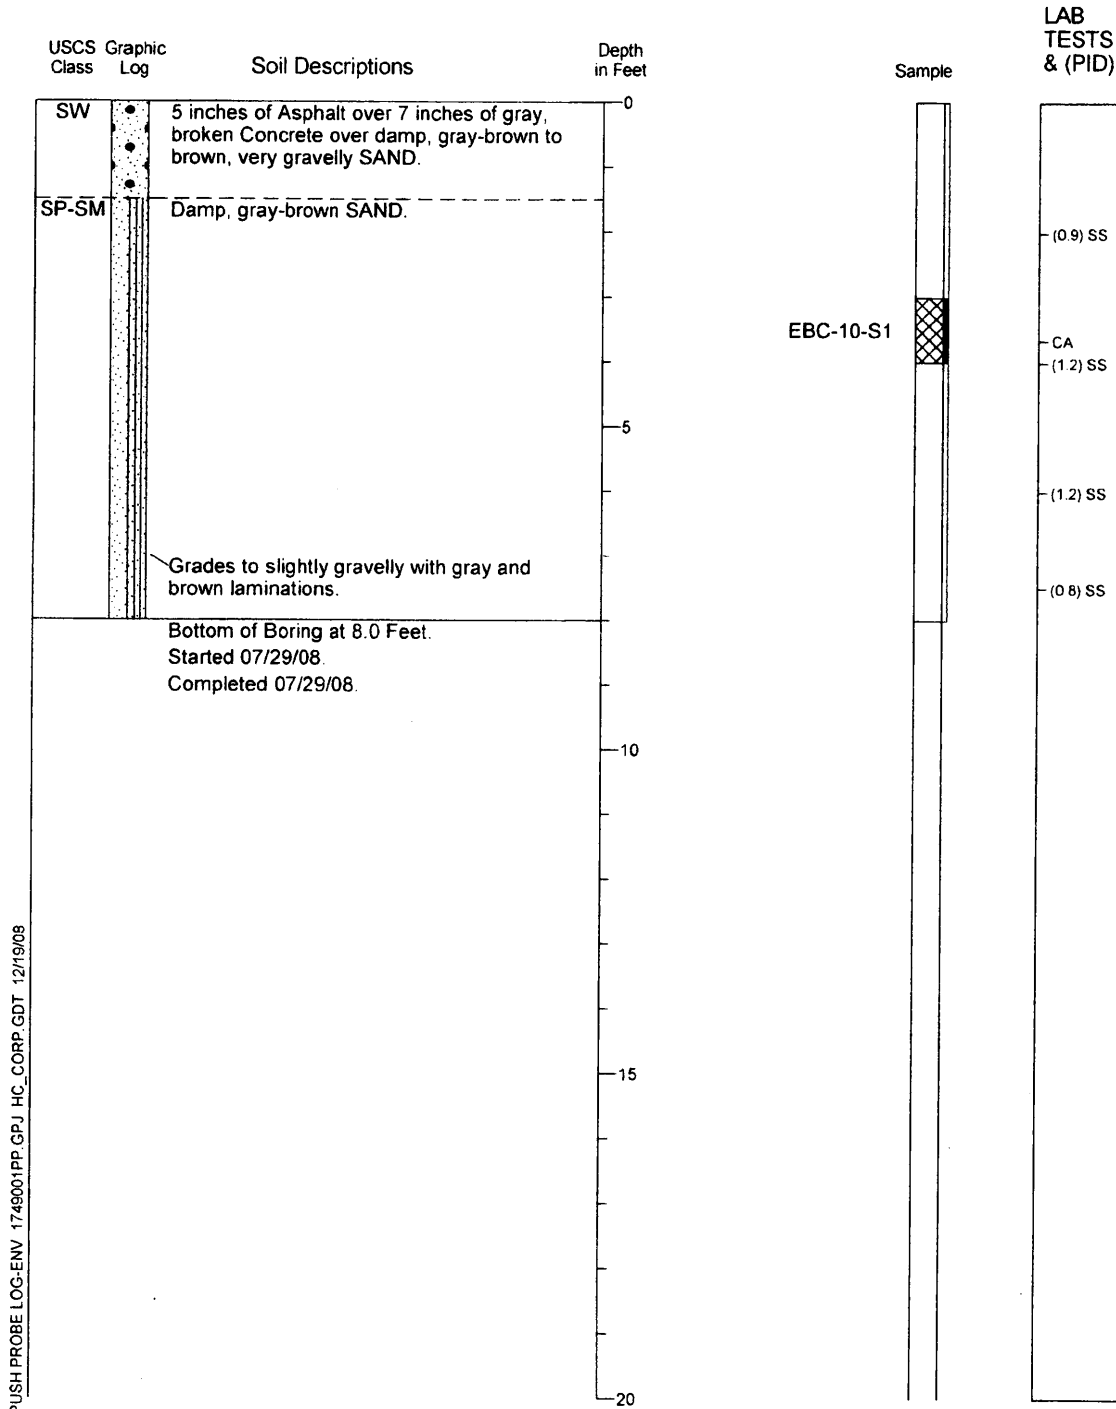 USCS Class
Graphic Log
Soil Descriptions
Depth in Feet
Sample
LAB TESTS & (PID)
SW
5 inches of Asphalt over 7 inches of gray,
broken Concrete over damp, gray-brown to
brown, very gravelly SAND.
0
SP-SM
Damp, gray-brown SAND.
(0.9) SS
EBC-10-S1
CA
(1.2) SS
5
(1.2) SS
Grades to slightly gravelly with gray and
brown laminations.
(0.8) SS
Bottom of Boring at 8.0 Feet.
Started 07/29/08.
Completed 07/29/08.
10
15
20
PUSH PROBE LOG-ENV 1749001PP.GPJ HC_CORP.GDT 12/19/08